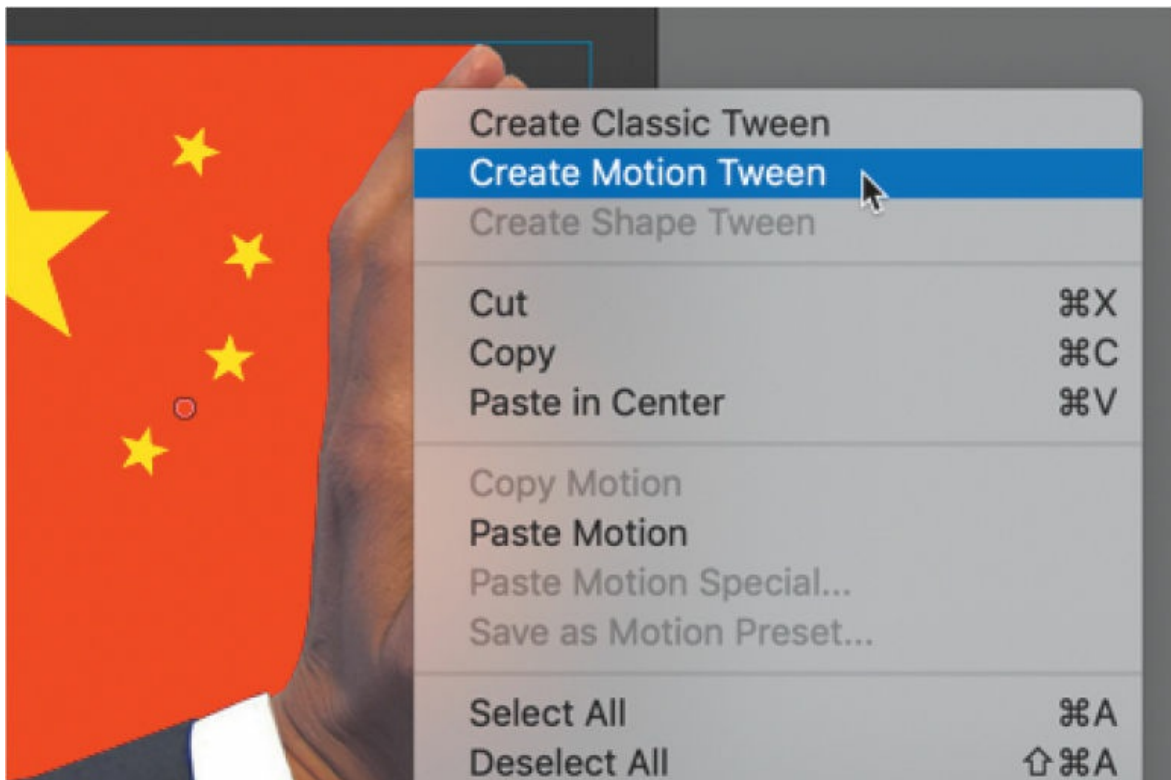 Create Classic Tween
Create Motion Tween
Create Shape Tween
Cut ⌘X
Copy ⌘C
Paste in Center ⌘V
Copy Motion
Paste Motion
Paste Motion Special...
Save as Motion Preset...
Select All ⌘A
Deselect All ⇧⌘A